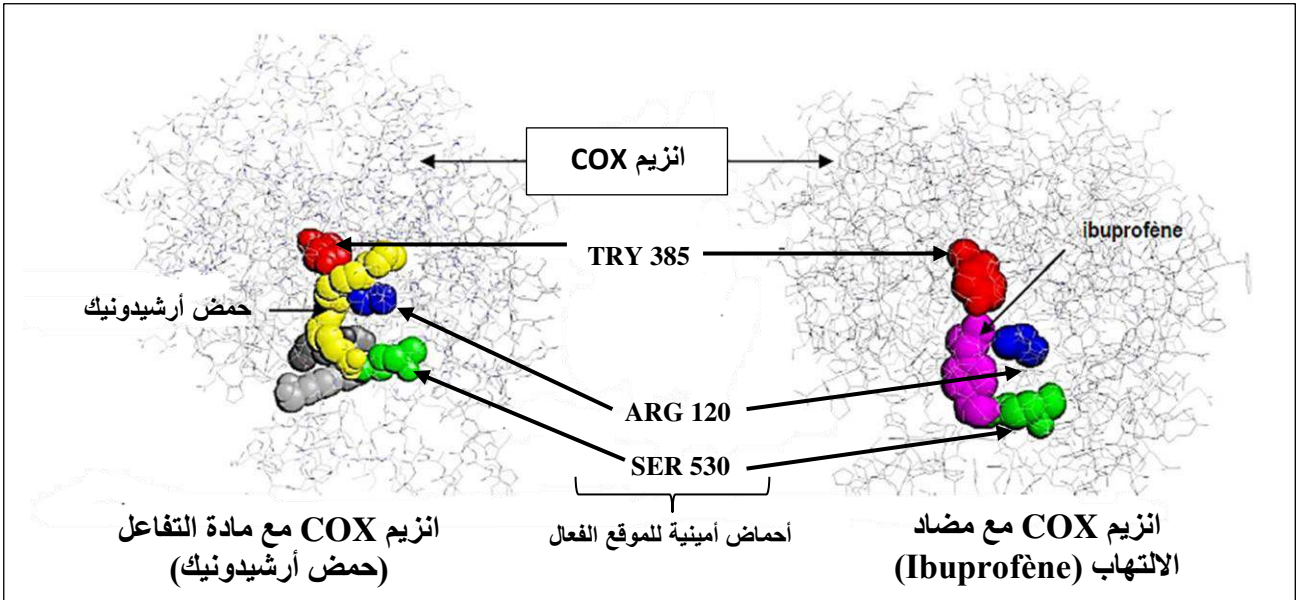 انزيم COX
ibuprofène
TRY 385
حمض أرشيدونيك
ARG 120
SER 530
أحماض أمينية للموقع الفعال
انزيم COX مع مضاد
الالتهاب (Ibuprofène)
انزيم COX مع مادة التفاعل
(حمض أرشيدونيك)